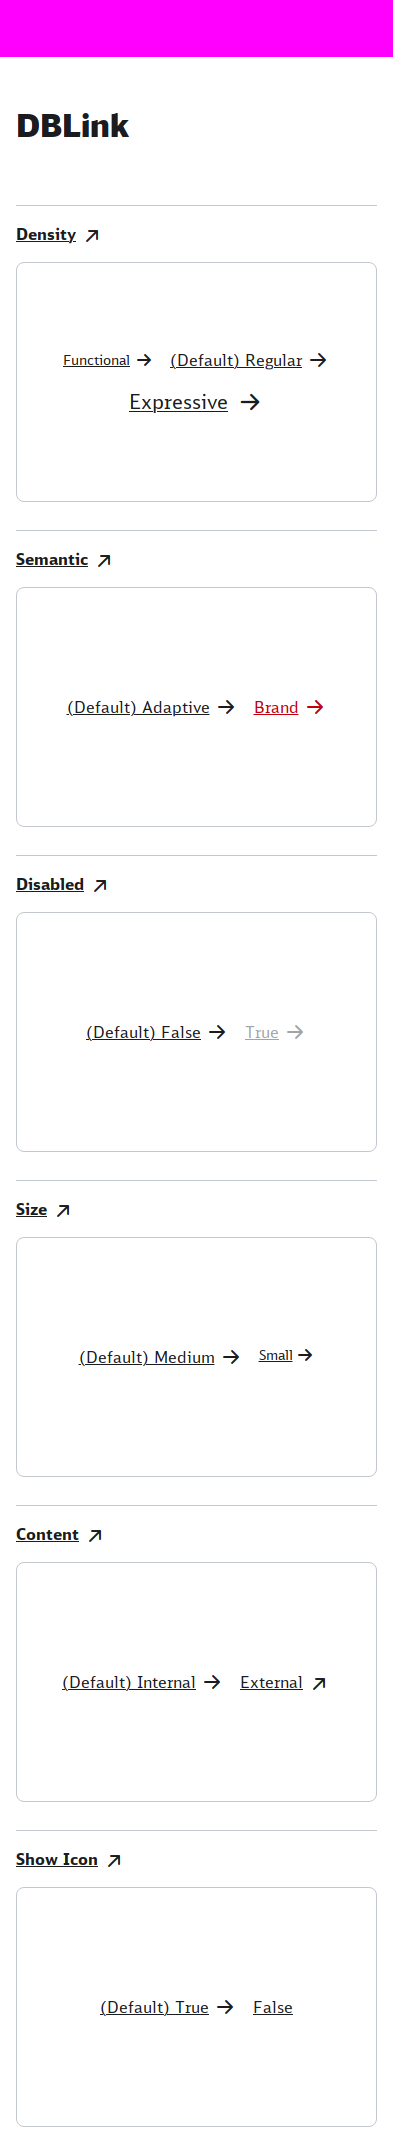 DBLink
Density
Functional (Default) Regular
Expressive
Semantic
(Default) Adaptive Brand
Disabled
(Default) False True
Size
(Default) Medium Small
Content
(Default) Internal External
Show Icon
(Default) True False